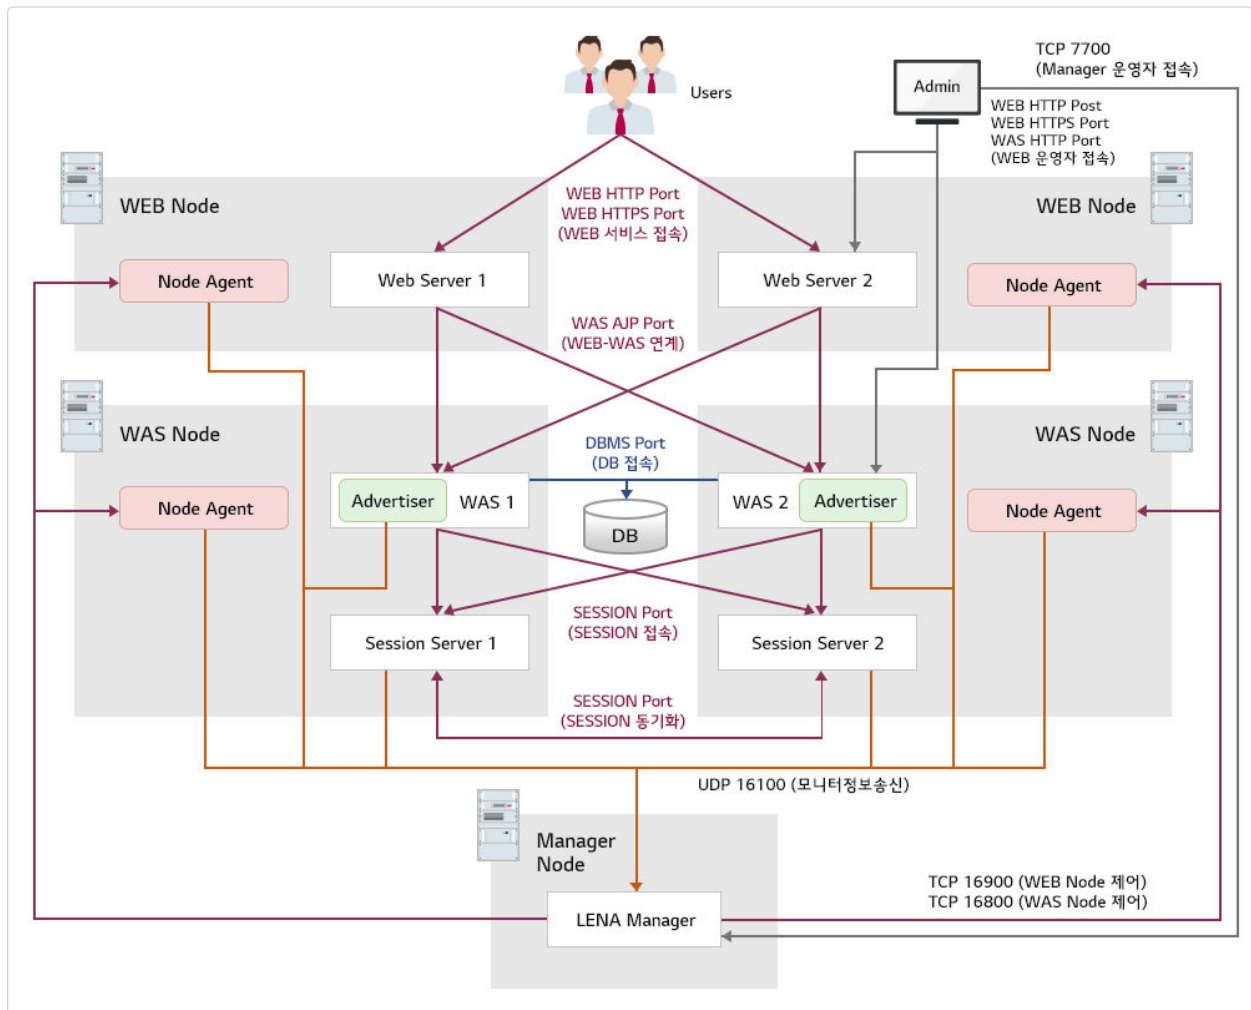 TCP 7700
(Manager 운영자 접속)
Users
Admin
WEB HTTP Post
WEB HTTPS Port
WAS HTTP Port
(WEB 운영자 접속)
WEB Node
WEB HTTP Port
WEB HTTPS Port
(WEB 서비스 접속)
WEB Node
Node Agent
Web Server 1
Web Server 2
Node Agent
WAS AJP Port
(WEB-WAS 연계)
WAS Node
DBMS Port
(DB 접속)
WAS Node
Node Agent
Advertiser
WAS 1
DB
WAS 2
Advertiser
Node Agent
SESSION Port
(SESSION 접속)
Session Server 1
Session Server 2
SESSION Port
(SESSION 동기화)
UDP 16100 (모니터정보송신)
Manager
Node
LENA Manager
TCP 16900 (WEB Node 제어)
TCP 16800 (WAS Node 제어)